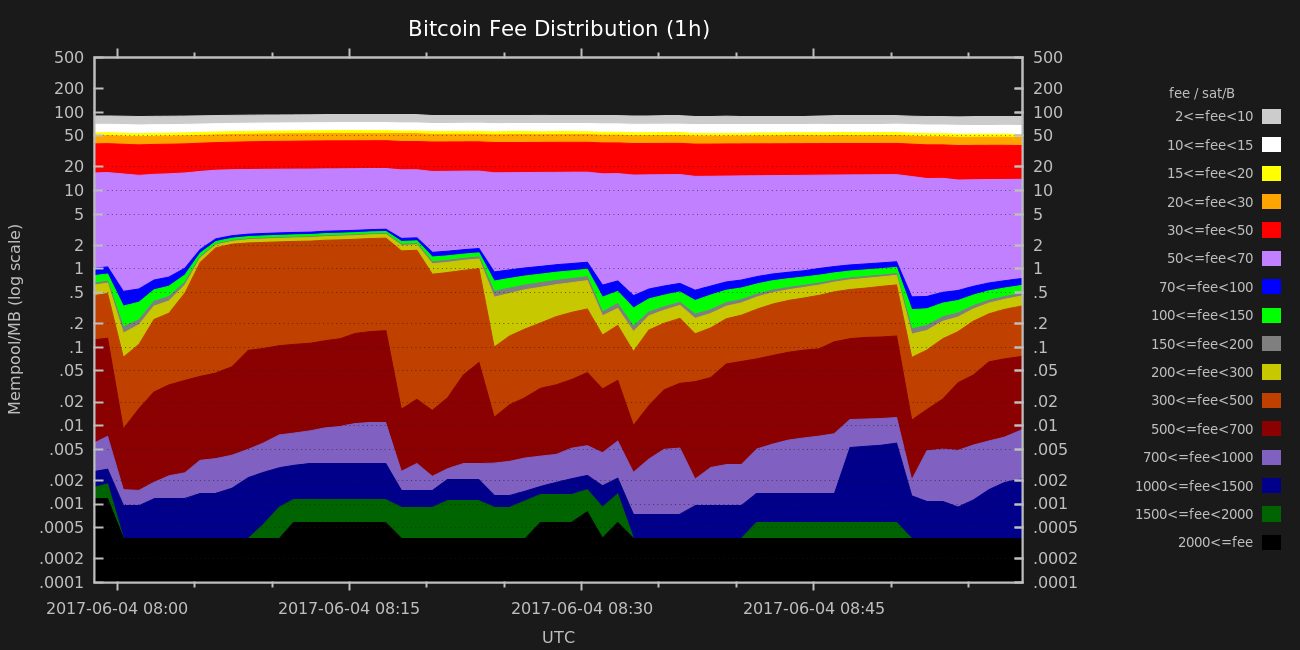 Bitcoin Fee Distribution (1h)
500
200
100
50
20
10
5
2
1
.5
.2
.1
.05
.02
.01
.005
.002
.001
.0005
.0002
.0001
Mempool/MB (log scale)
500
200
100
50
20
10
5
2
1
.5
.2
.1
.05
.02
.01
.005
.002
.001
.0005
.0002
.0001
2017-06-04 08:00 2017-06-04 08:15 2017-06-04 08:30 2017-06-04 08:45
UTC
fee / sat/B
2<=fee<10
10<=fee<15
15<=fee<20
20<=fee<30
30<=fee<50
50<=fee<70
70<=fee<100
100<=fee<150
150<=fee<200
200<=fee<300
300<=fee<500
500<=fee<700
700<=fee<1000
1000<=fee<1500
1500<=fee<2000
2000<=fee